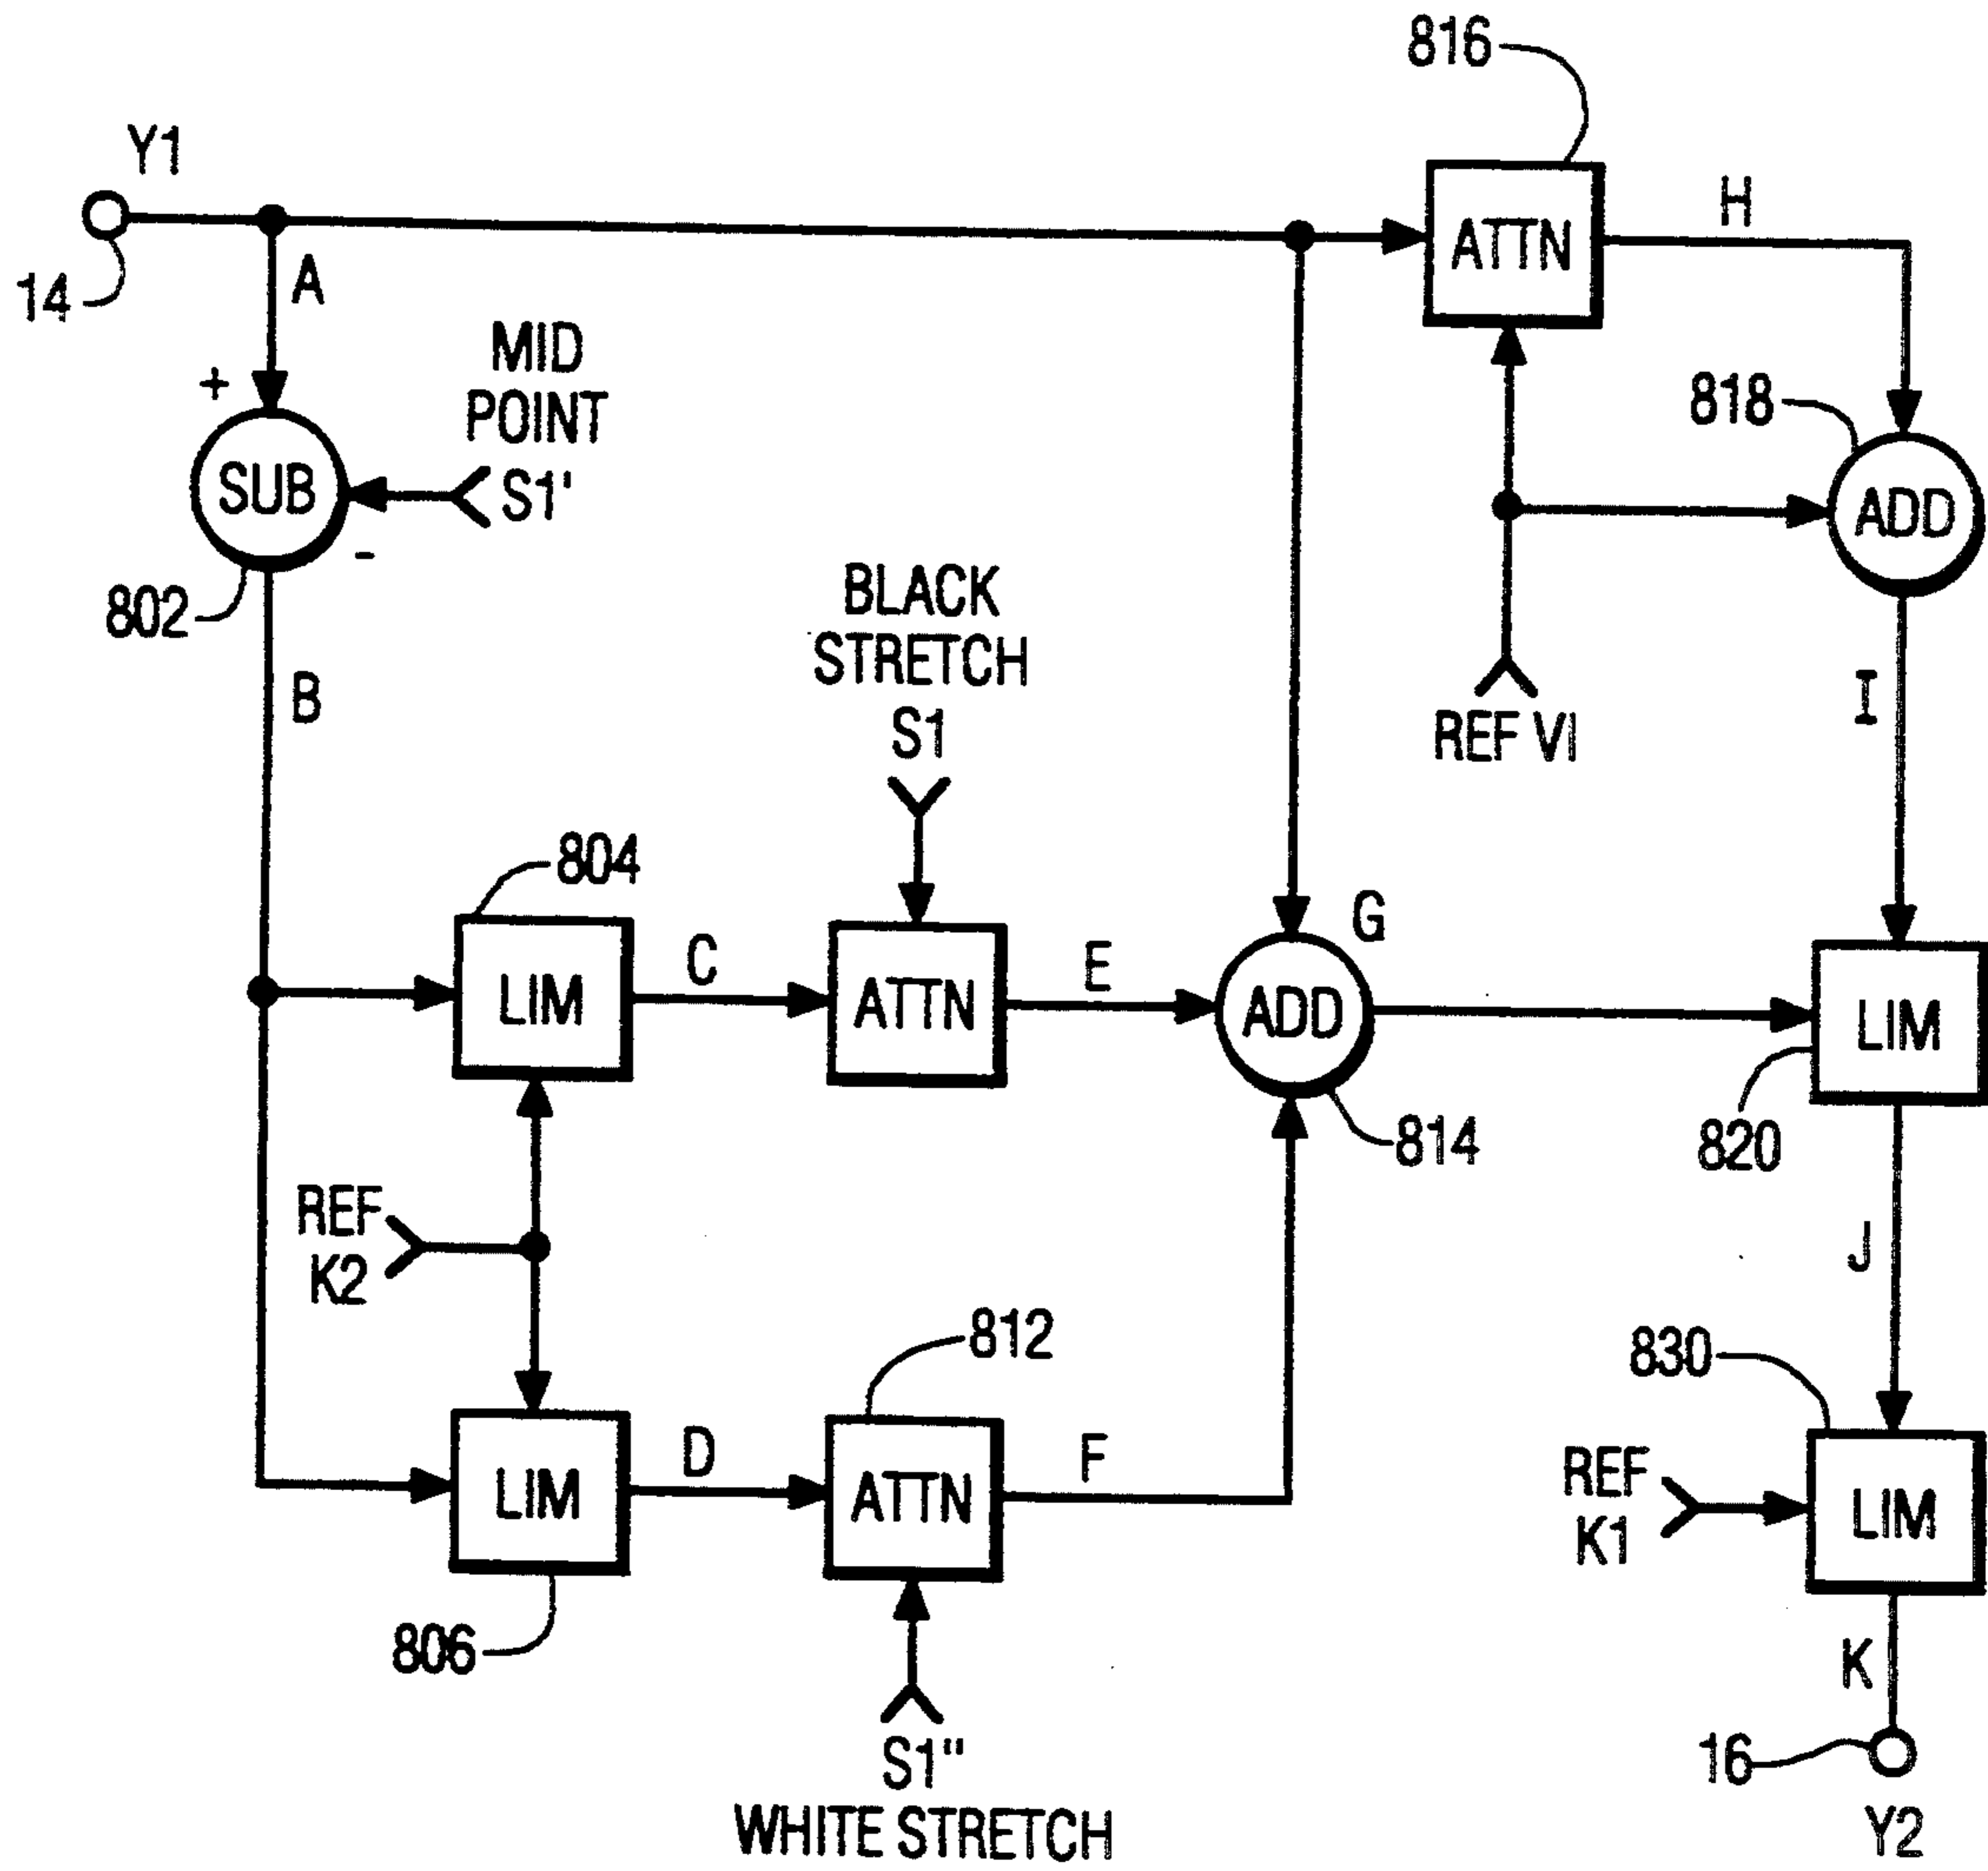 816
Y1
H
ATTN
A
14
MID
POINT
S1'
+
-
SUB
818
ADD
802
BLACK
STRETCH
S1
B
REF VI
I
804
LIM
C
ATTN
E
G
ADD
LIM
814
820
REF
K2
J
812
830
LIM
D
ATTN
F
REF
K1
LIM
806
K
S1"
WHITE STRETCH
16
Y2